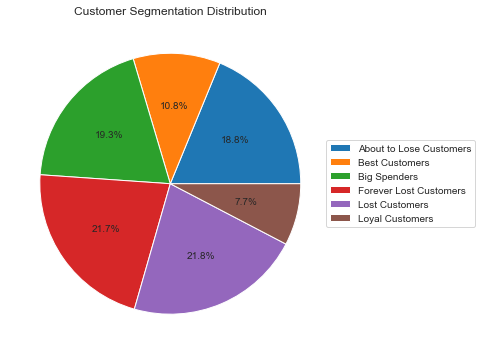 Customer Segmentation Distribution
10.8%
19.3%
18.8%
About to Lose Customers
Best Customers
Big Spenders
Forever Lost Customers
Lost Customers
Loyal Customers
7.7%
21.7%
21.8%